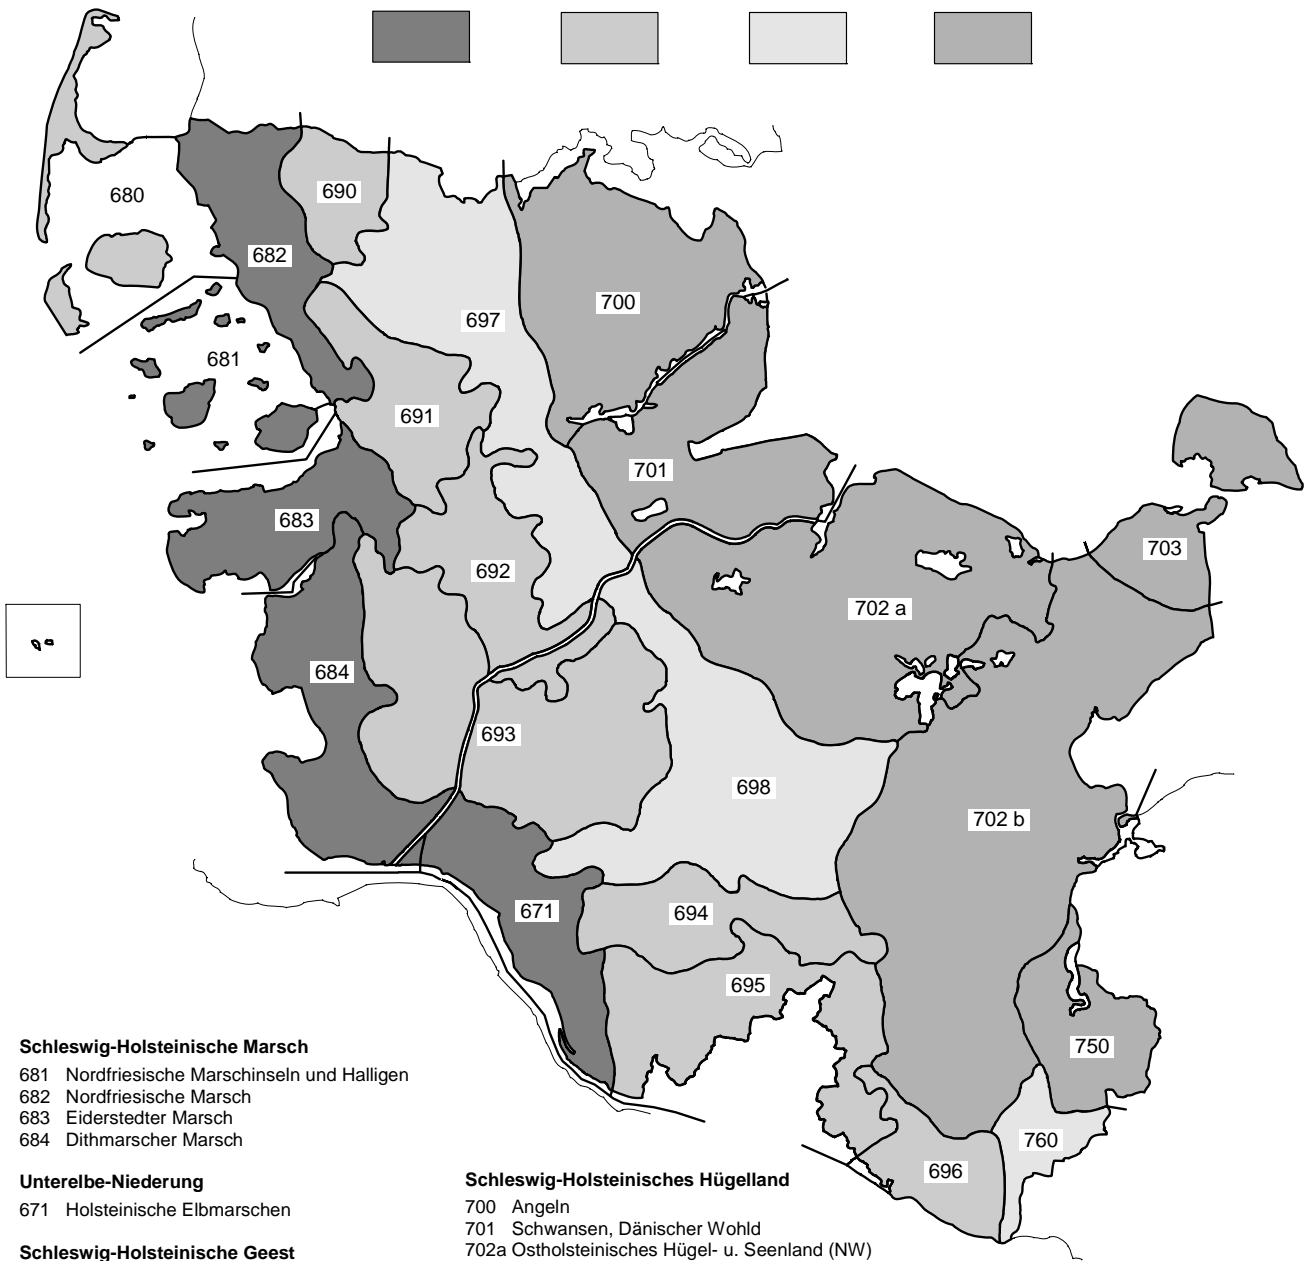 680
690
682
700
697
681
691
701
683
703
692
702 a
684
693
698
702 b
671
694
695
750
760
696
Schleswig-Holsteinische Marsch
681 Nordfriesische Marschinseln und Halligen
682 Nordfriesische Marsch
683 Eiderstedter Marsch
684 Dithmarscher Marsch
Unterelbe-Niederung
671 Holsteinische Elbmarschen
Schleswig-Holsteinische Geest
Schleswig-Holsteinisches Hügelland
700 Angeln
701 Schwansen, Dänischer Wohld
702a Ostholsteinisches Hügel- u. Seenland (NW)